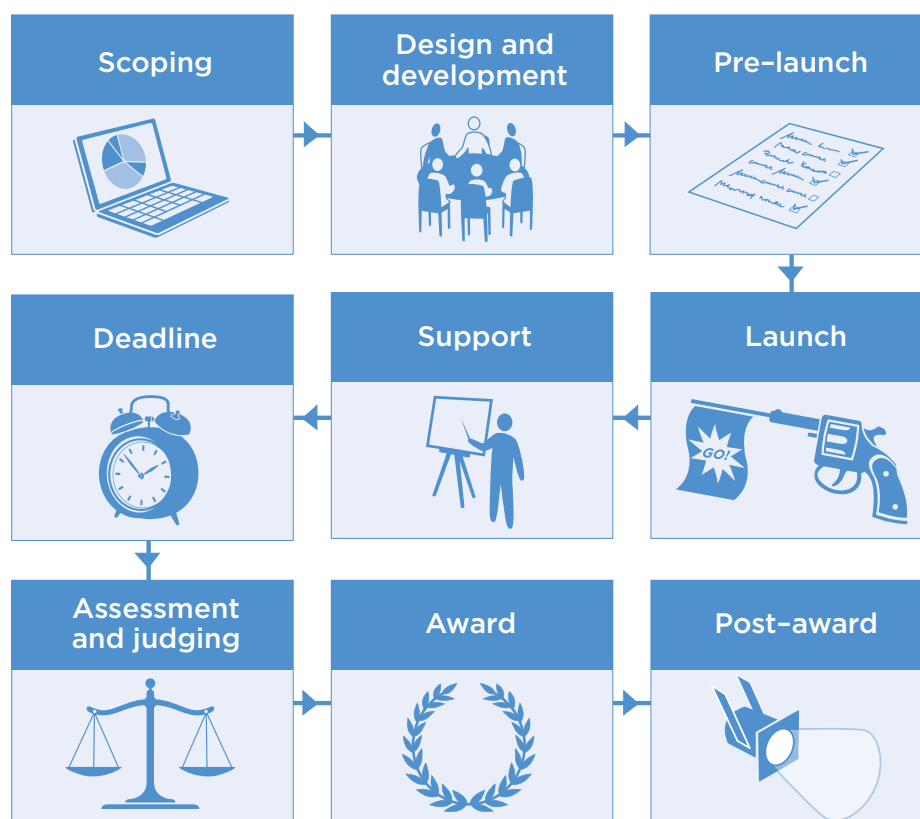 Scoping
Design and
development
Pre-launch
Launch
GO!
Support
Deadline
Assessment
and judging
Award
Post-award